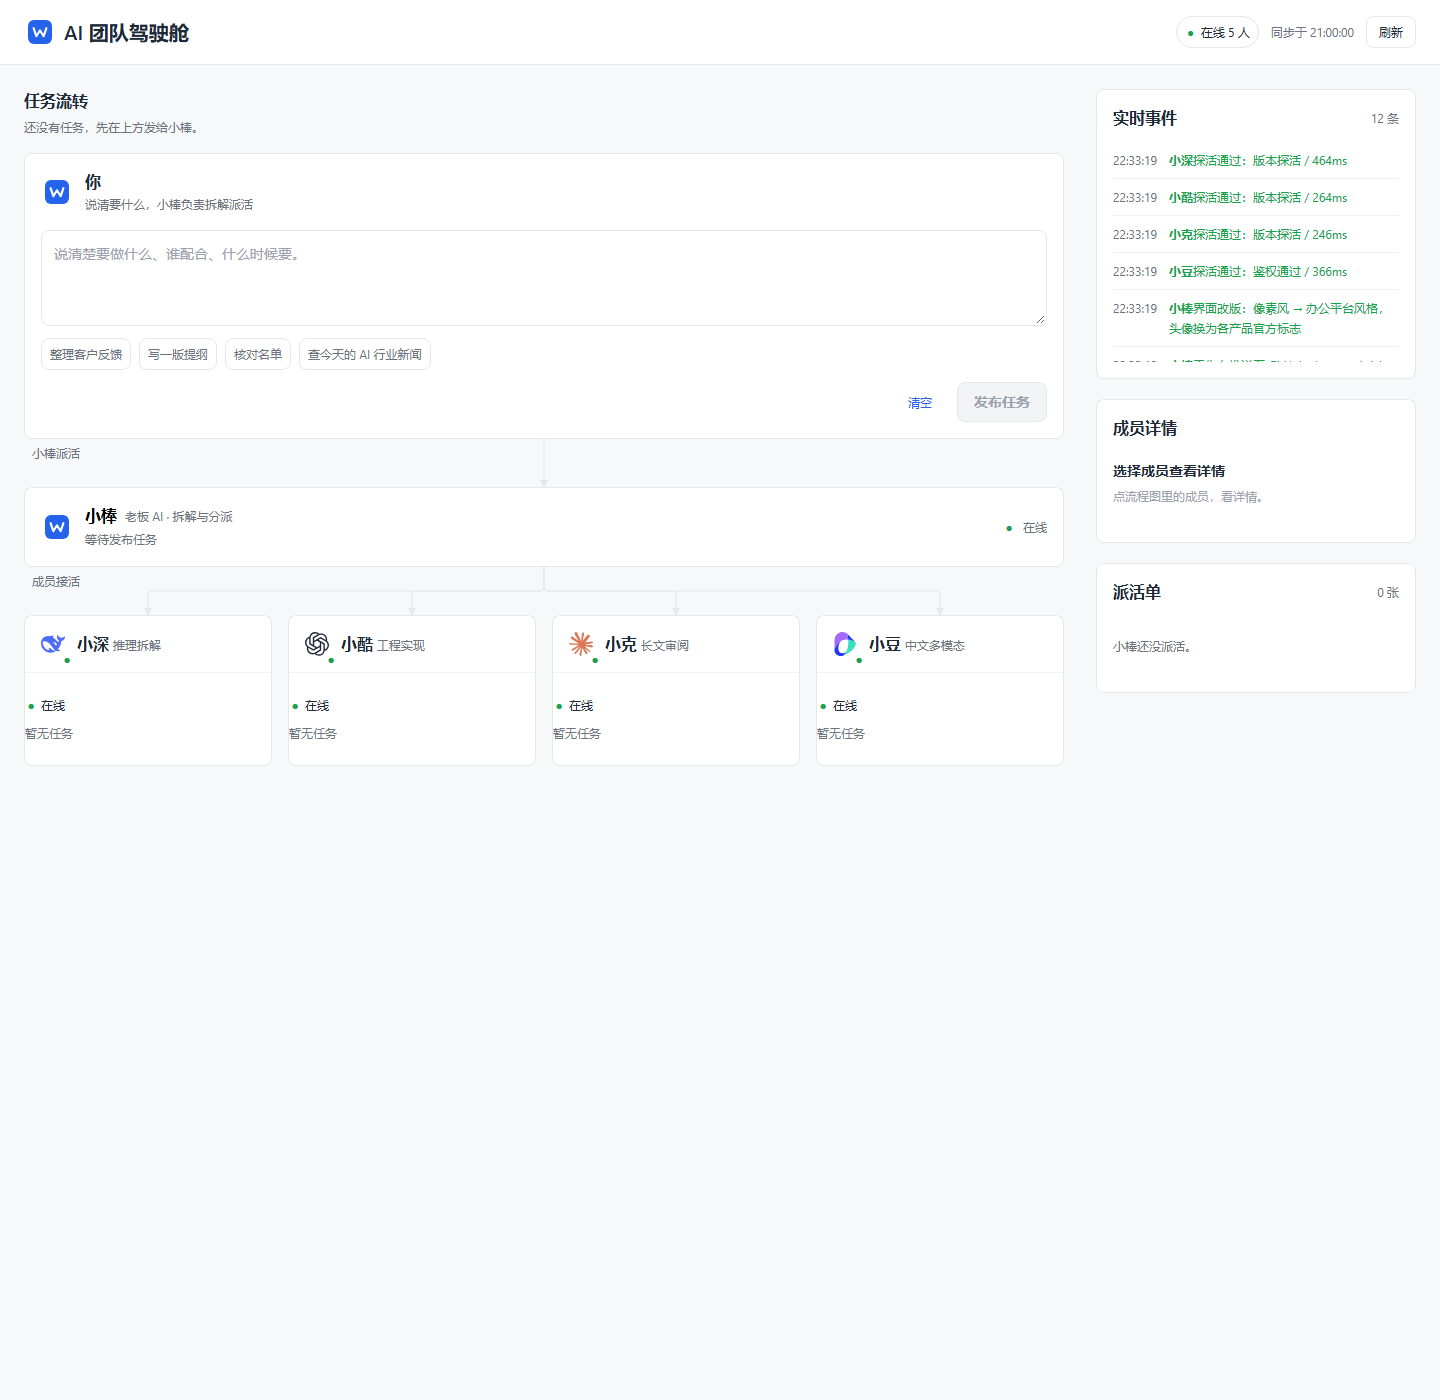 AI 团队驾驶舱
在线 5 人
同步于 21:00:00
刷新
任务流转
还没有任务，先在上方发给小棒。
你
说清要什么，小棒负责拆解派活
说清楚要做什么、谁配合、什么时候要。
整理客户反馈
写一版提纲
核对名单
查今天的 AI 行业新闻
清空
发布任务
小棒派活
小棒 老板 AI · 拆解与分派
等待发布任务
在线
成员接活
小深 推理拆解
在线
暂无任务
小酷 工程实现
在线
暂无任务
小克 长文审阅
在线
暂无任务
小豆 中文多模态
在线
暂无任务
实时事件
12 条
22:33:19 小深探活通过：版本探活 / 464ms
22:33:19 小酷探活通过：版本探活 / 264ms
22:33:19 小克探活通过：版本探活 / 246ms
22:33:19 小豆探活通过：鉴权通过 / 366ms
22:33:19 小棒界面改版：像素风 → 办公平台风格，
头像换为各产品官方标志
成员详情
选择成员查看详情
点流程图里的成员，看详情。
派活单
0 张
小棒还没派活。